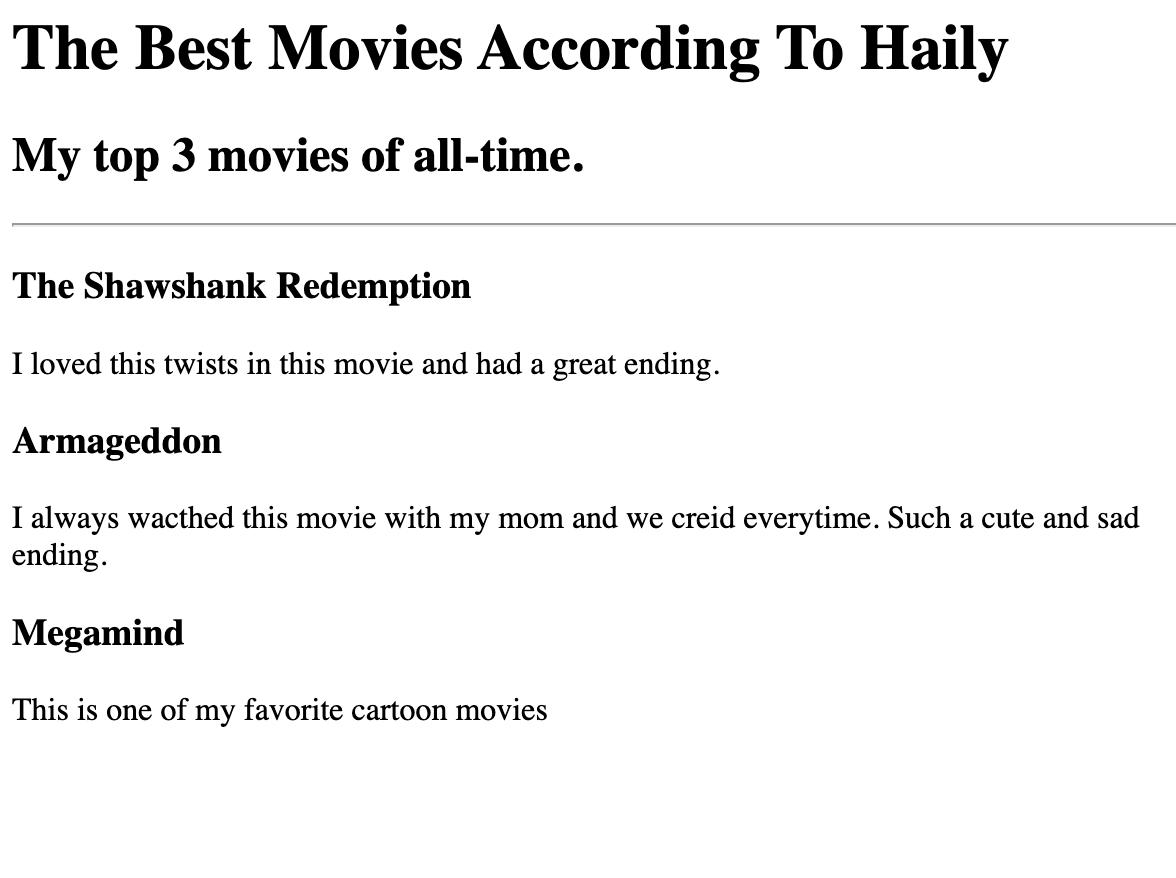 The Best Movies According To Haily
My top 3 movies of all-time.
The Shawshank Redemption
I loved this twists in this movie and had a great ending.
Armageddon
I always wacthed this movie with my mom and we creid everytime. Such a cute and sad
ending.
Megamind
This is one of my favorite cartoon movies